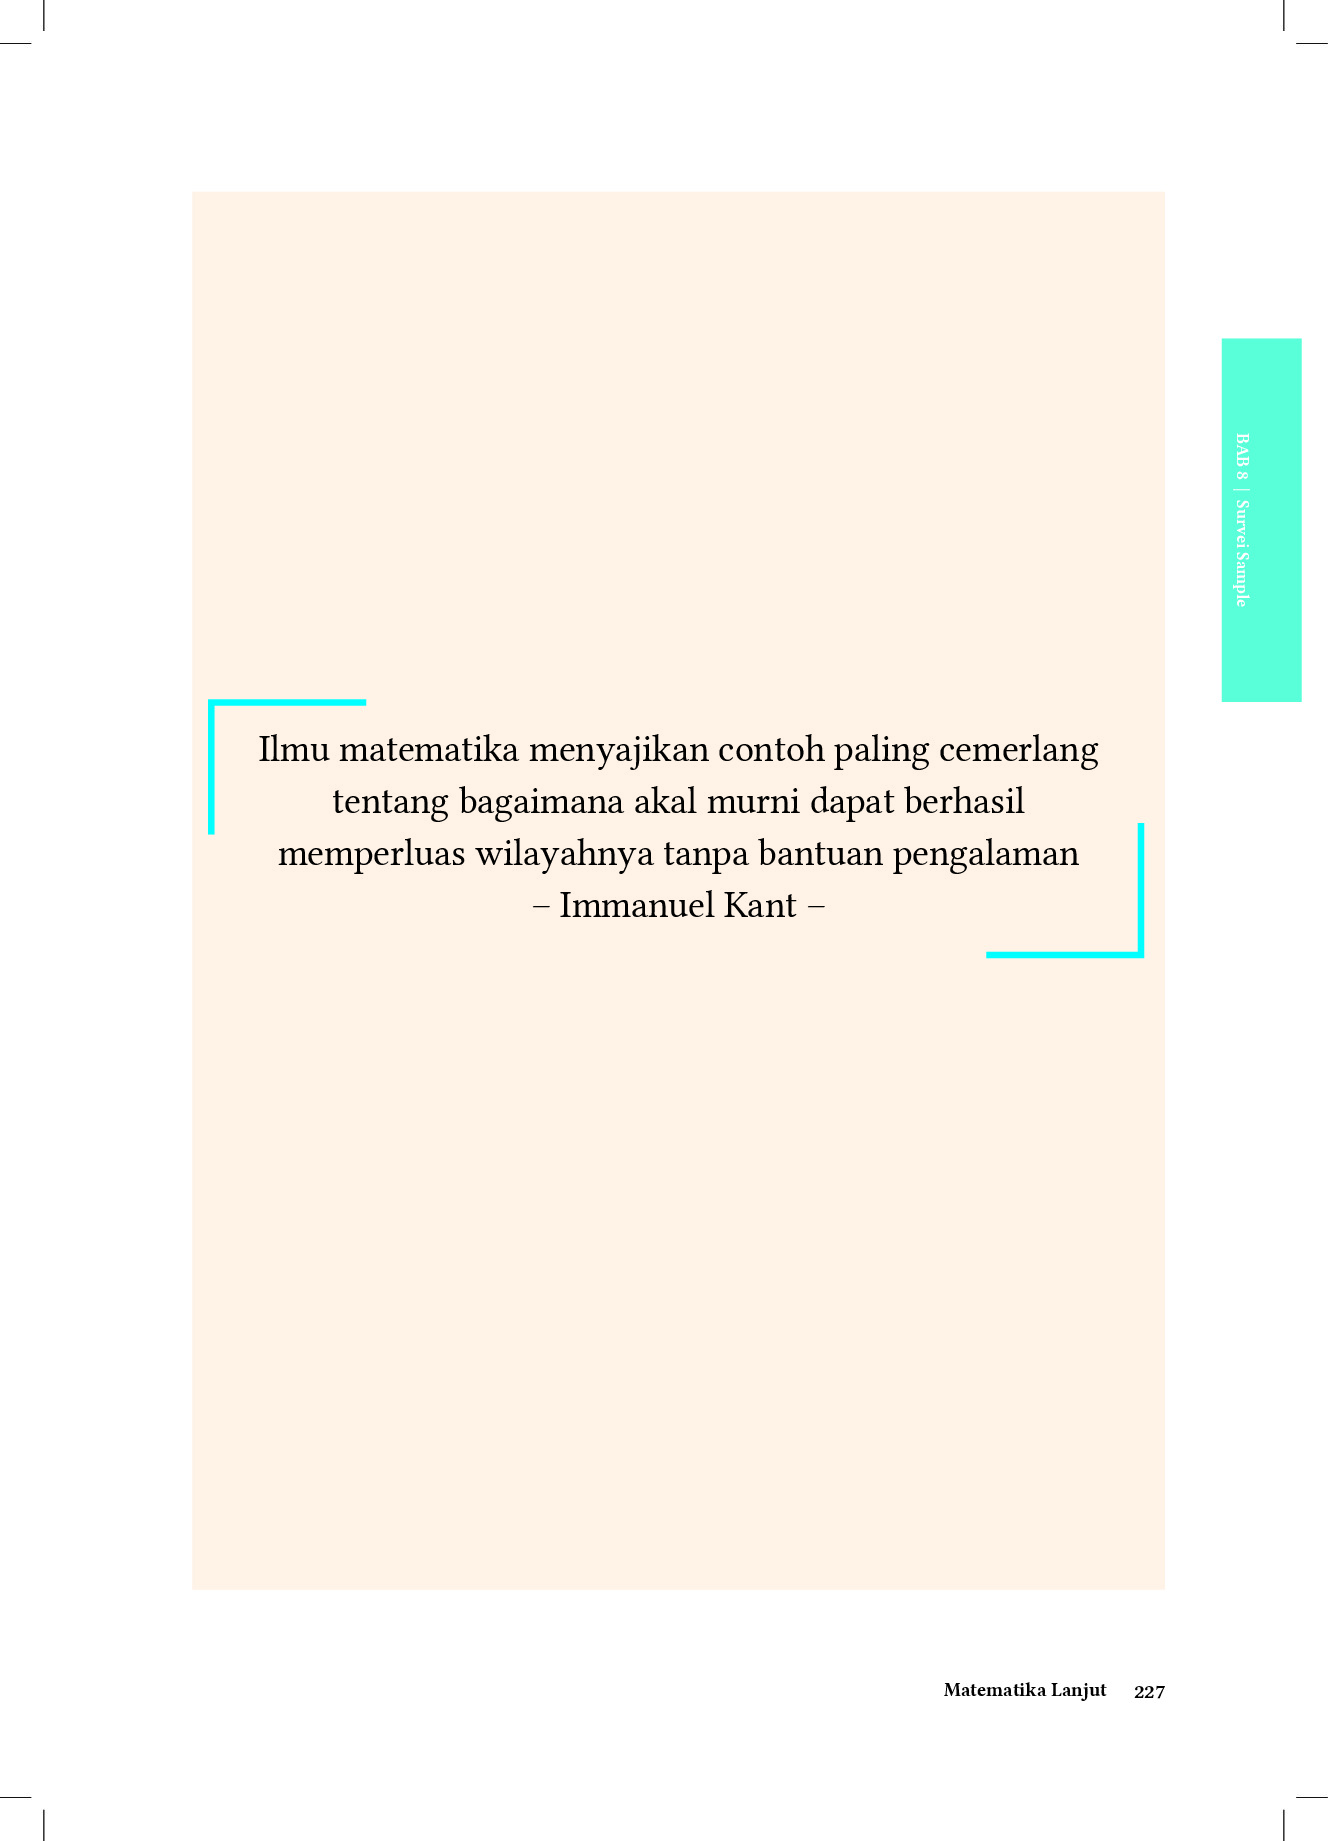 BAB 8 | Survei Sample
Ilmu matematika menyajikan contoh paling cemerlang
tentang bagaimana akal murni dapat berhasil
memperluas wilayahnya tanpa bantuan pengalaman
– Immanuel Kant –
Matematika Lanjut 227